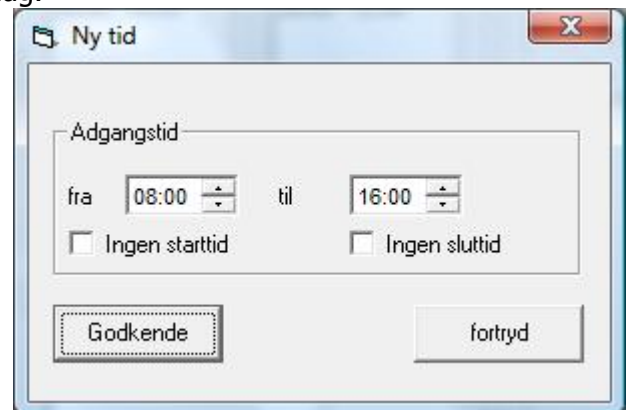 Ny tid
Adgangstid
fra 08:00 til 16:00
Ingen starttid Ingen sluttid
Godkende fortryd